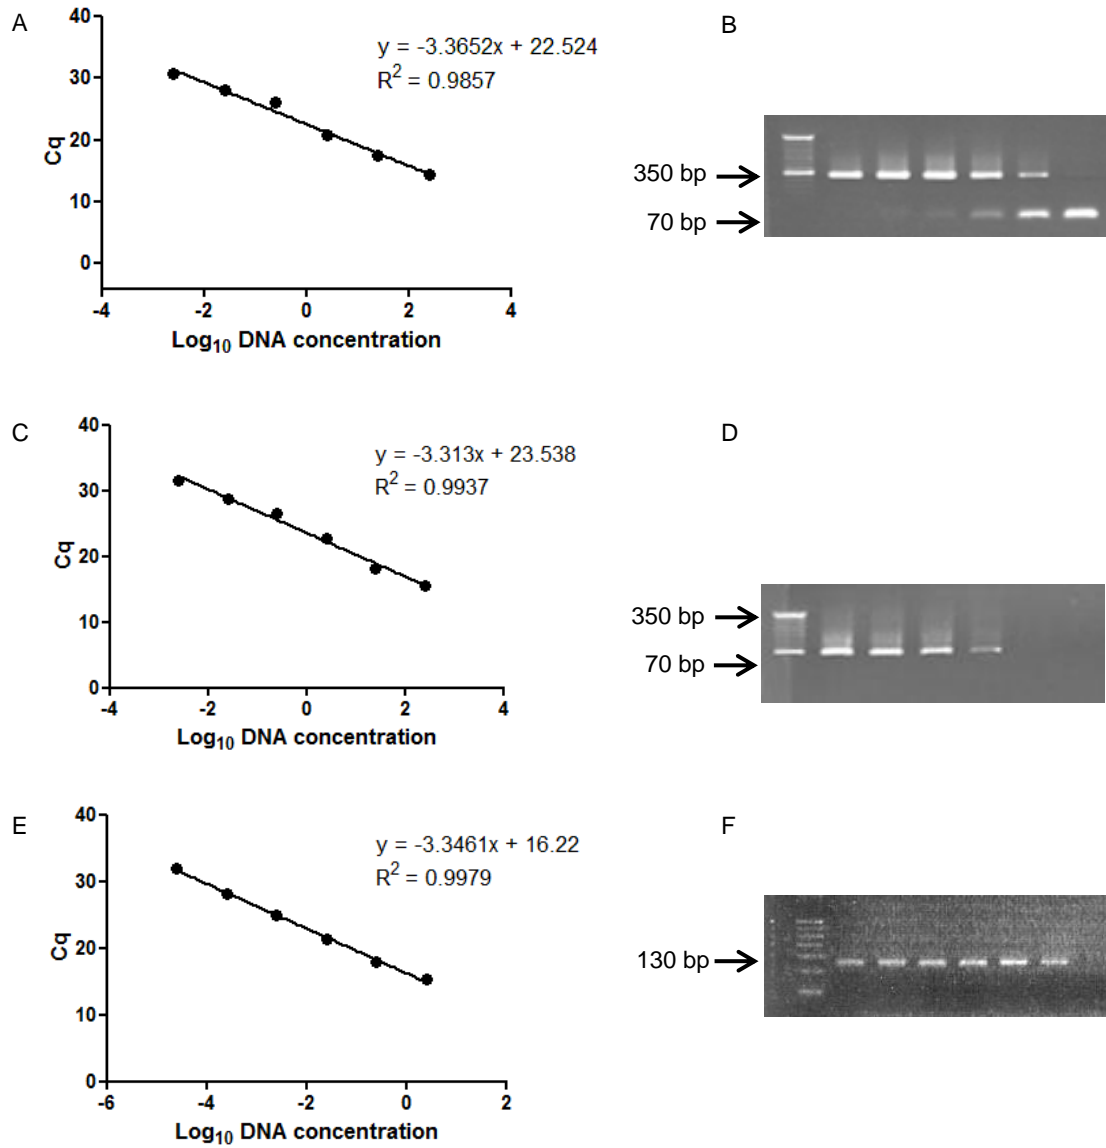 A
40
30
20
10
0
Cq
y = -3.3652x + 22.524
R² = 0.9857
-4 -2 0 2 4
Log₁₀ DNA concentration
B
350 bp
70 bp
C
40
30
20
10
0
Cq
y = -3.313x + 23.538
R² = 0.9937
-4 -2 0 2 4
Log₁₀ DNA concentration
D
350 bp
70 bp
E
40
30
20
10
0
Cq
y = -3.3461x + 16.22
R² = 0.9979
-6 -4 -2 0 2
Log₁₀ DNA concentration
F
130 bp